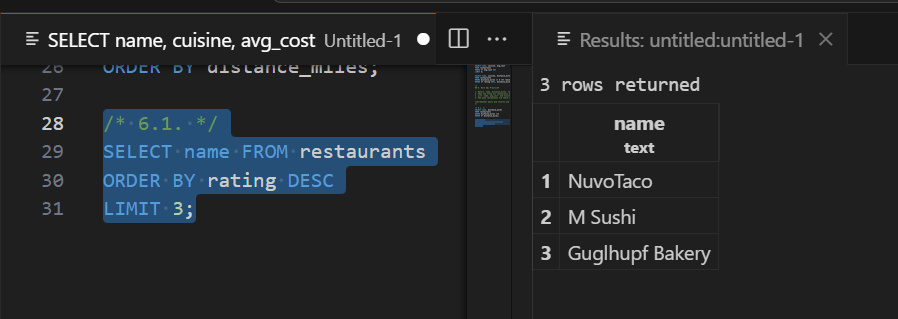 SELECT name, cuisine, avg_cost Untitled-1
26 ORDER BY distance_miles;
27
28 /* 6.1. */
29 SELECT name FROM restaurants
30 ORDER BY rating DESC
31 LIMIT 3;
Results: untitled:untitled-1
3 rows returned
name
text
1 NuvoTaco
2 M Sushi
3 Guglhupf Bakery